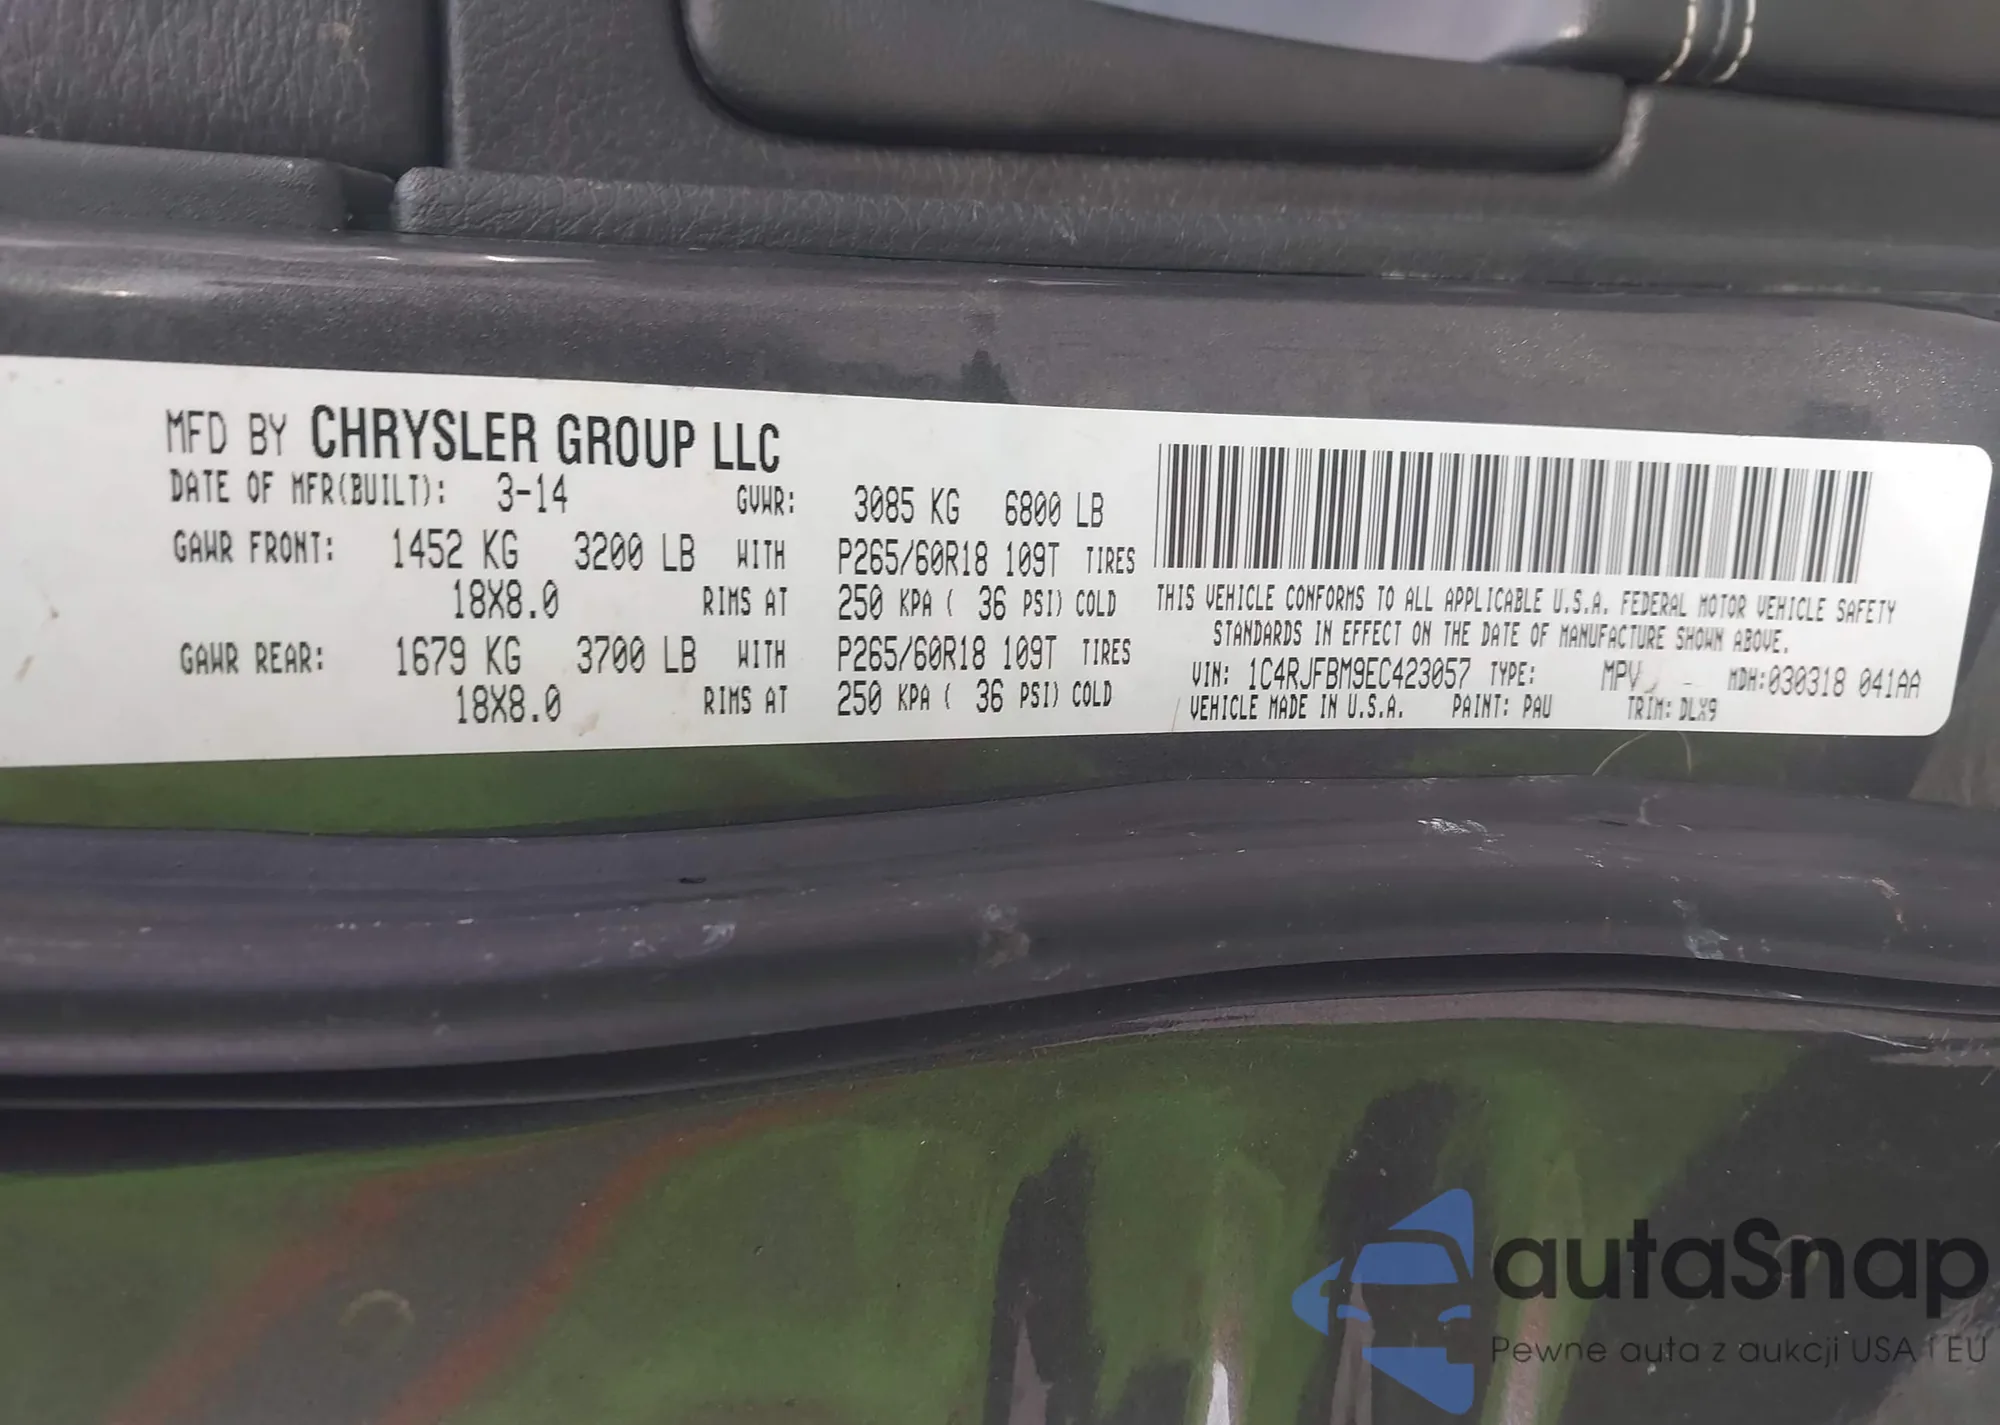 MFD BY CHRYSLER GROUP LLC
DATE OF MFR(BUILT): 3-14 GVWR: 3085 KG 6800 LB
GAWR FRONT: 1452 KG 3200 LB WITH P265/60R18 109T TIRES
18X8.0 RIMS AT 250 KPA ( 36 PSI) COLD
GAWR REAR: 1679 KG 3700 LB WITH P265/60R18 109T TIRES
18X8.0 RIMS AT 250 KPA ( 36 PSI) COLD
THIS VEHICLE CONFORMS TO ALL APPLICABLE U.S.A. FEDERAL MOTOR VEHICLE SAFETY
STANDARDS IN EFFECT ON THE DATE OF MANUFACTURE SHOWN ABOVE.
VIN: 1C4RJFBM9EC423057 TYPE: MPV MDH:030318 041AA
VEHICLE MADE IN U.S.A. PAINT: PAU TRIM: DLX9
autaSnap
Pewne auta z aukcji USA i EU